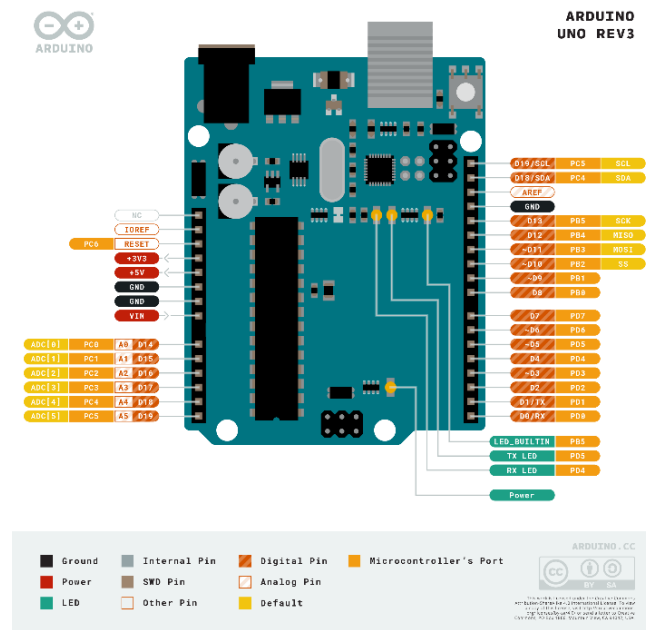 ARDUINO
ARDUINO
UNO REV3
D19/SCL PC5 SCL
D18/SDA PC4 SDA
AREF
GND
D13 PB5 SCK
D12 PB4 MISO
~D11 PB3 MOSI
~D10 PB2 SS
~D9 PB1
D8 PB0
D7 PD7
~D6 PD6
~D5 PD5
D4 PD4
~D3 PD3
D2 PD2
D1/TX PD1
D0/RX PD0
NC
IOREF
PC6 RESET
+3V3
+5V
GND
GND
VIN
ADC[0] PC0 A0 D14
ADC[1] PC1 A1 D15
ADC[2] PC2 A2 D16
ADC[3] PC3 A3 D17
ADC[4] PC4 A4 D18
ADC[5] PC5 A5 D19
LED_BUILTIN PB5
TX LED PD5
RX LED PD4
Power
Ground
Power
LED
Internal Pin
SWD Pin
Other Pin
Digital Pin
Analog Pin
Default
Microcontroller's Port
ARDUINO.CC
CC
BY SA